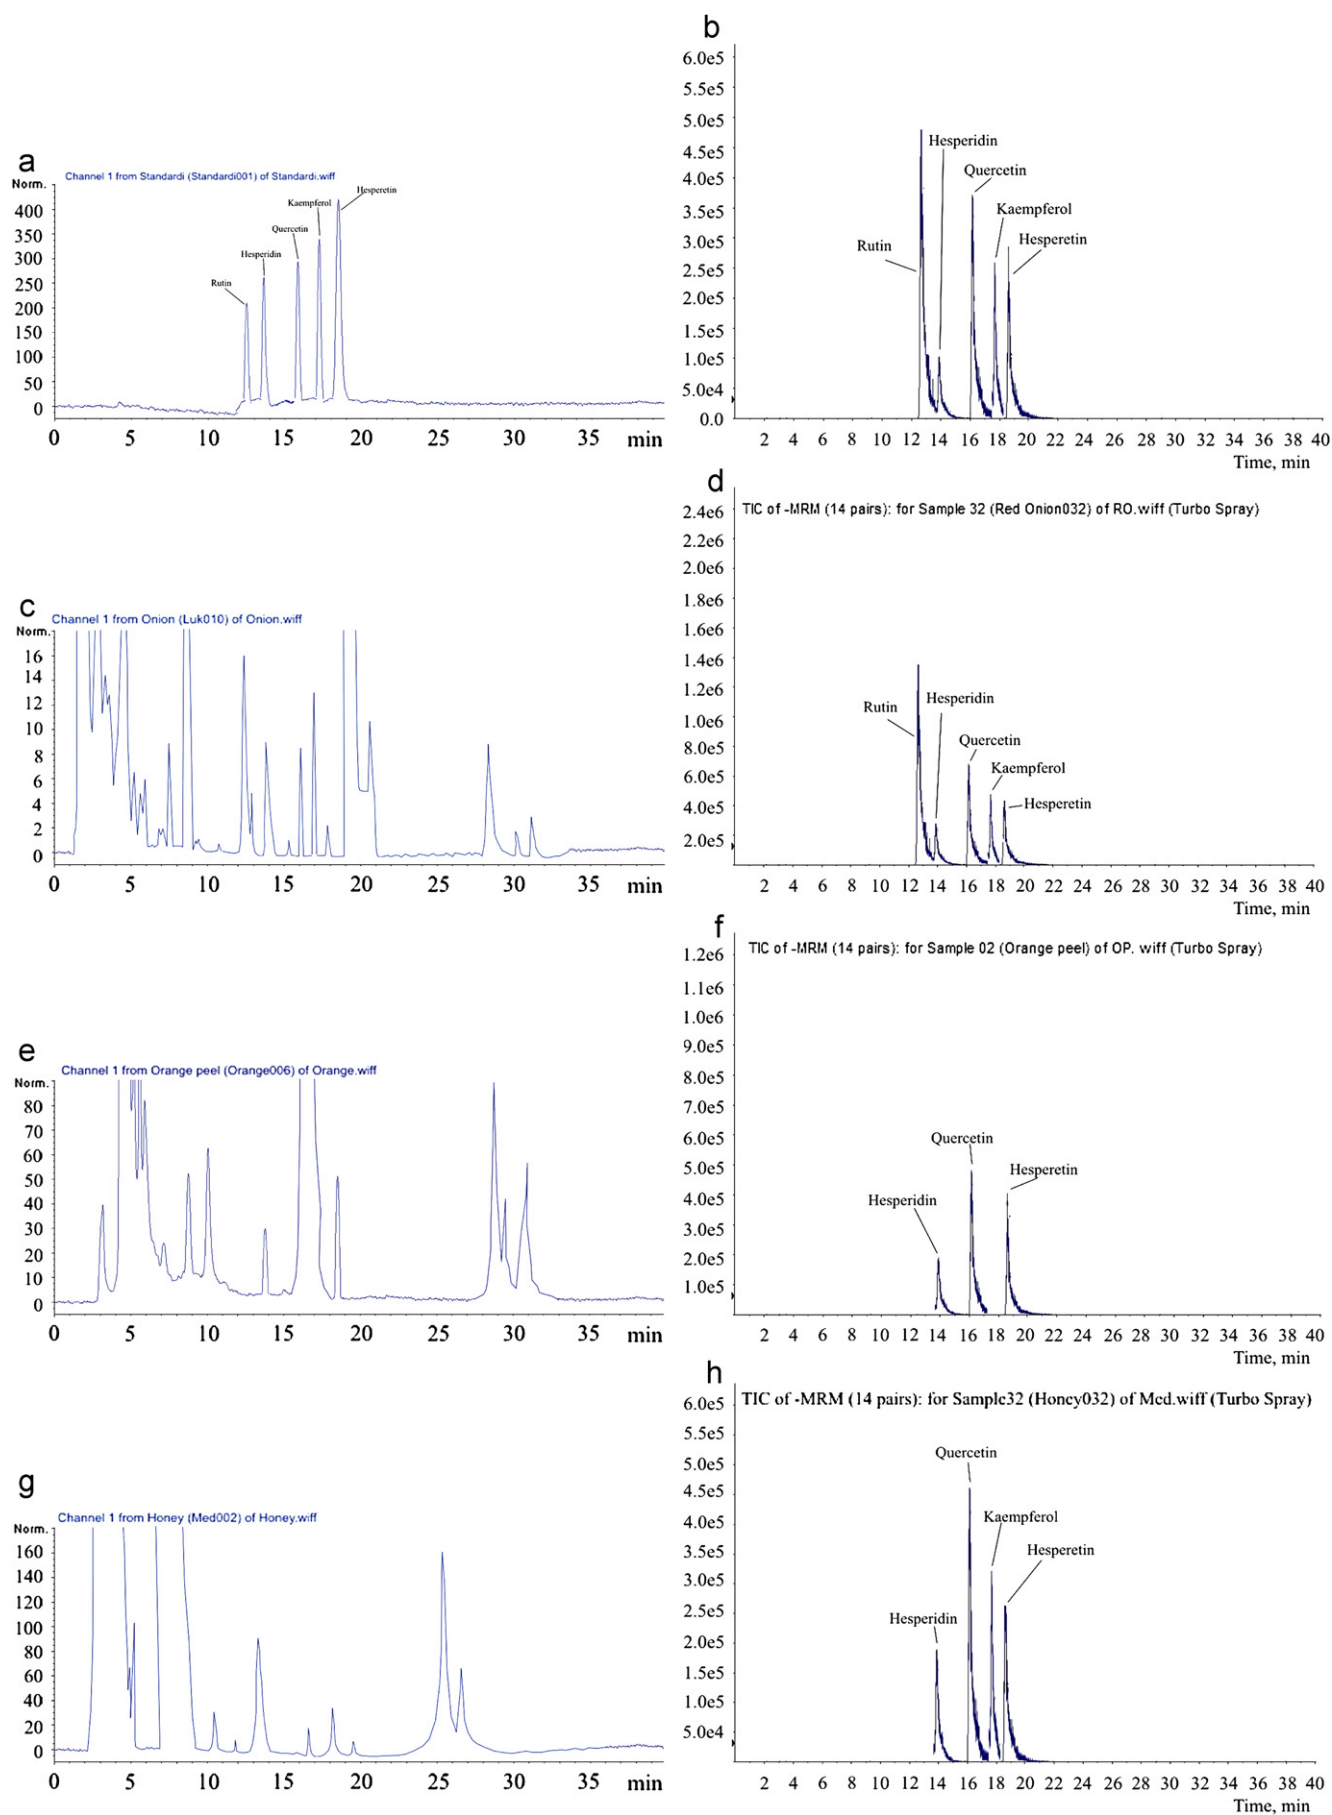 a
Channel 1 from Standardi (Standardi001) of Standardi.wiff
Norm.
400
350
300
250
200
150
100
50
0
Rutin
Hesperidin
Quercetin
Kaempferol
Hesperetin
0 5 10 15 20 25 30 35 min
b
6.0e5
5.5e5
5.0e5
4.5e5
4.0e5
3.5e5
3.0e5
2.5e5
2.0e5
1.5e5
1.0e5
5.0e4
0.0
Rutin
Hesperidin
Quercetin
Kaempferol
Hesperetin
2 4 6 8 10 12 14 16 18 20 22 24 26 28 30 32 34 36 38 40
Time, min
c
Channel 1 from Onion (Luk010) of Onion.wiff
Norm.
16
14
12
10
8
6
4
2
0
0 5 10 15 20 25 30 35 min
d
TIC of -MRM (14 pairs): for Sample 32 (Red Onion032) of RO.wiff (Turbo Spray)
2.4e6
2.2e6
2.0e6
1.8e6
1.6e6
1.4e6
1.2e6
1.0e6
8.0e5
6.0e5
4.0e5
2.0e5
Rutin
Hesperidin
Quercetin
Kaempferol
Hesperetin
2 4 6 8 10 12 14 16 18 20 22 24 26 28 30 32 34 36 38 40
Time, min
e
Channel 1 from Orange peel (Orange006) of Orange.wiff
Norm.
80
70
60
50
40
30
20
10
0
0 5 10 15 20 25 30 35 min
f
TIC of -MRM (14 pairs): for Sample 02 (Orange peel) of OP. wiff (Turbo Spray)
1.2e6
1.1e6
1.0e6
9.0e5
8.0e5
7.0e5
6.0e5
5.0e5
4.0e5
3.0e5
2.0e5
1.0e5
Hesperidin
Quercetin
Hesperetin
2 4 6 8 10 12 14 16 18 20 22 24 26 28 30 32 34 36 38 40
Time, min
g
Channel 1 from Honey (Med002) of Honey.wiff
Norm.
160
140
120
100
80
60
40
20
0
0 5 10 15 20 25 30 35 min
h
TIC of -MRM (14 pairs): for Sample32 (Honey032) of Med.wiff (Turbo Spray)
6.0e5
5.5e5
5.0e5
4.5e5
4.0e5
3.5e5
3.0e5
2.5e5
2.0e5
1.5e5
1.0e5
5.0e4
Hesperidin
Quercetin
Kaempferol
Hesperetin
2 4 6 8 10 12 14 16 18 20 22 24 26 28 30 32 34 36 38 40
Time, min